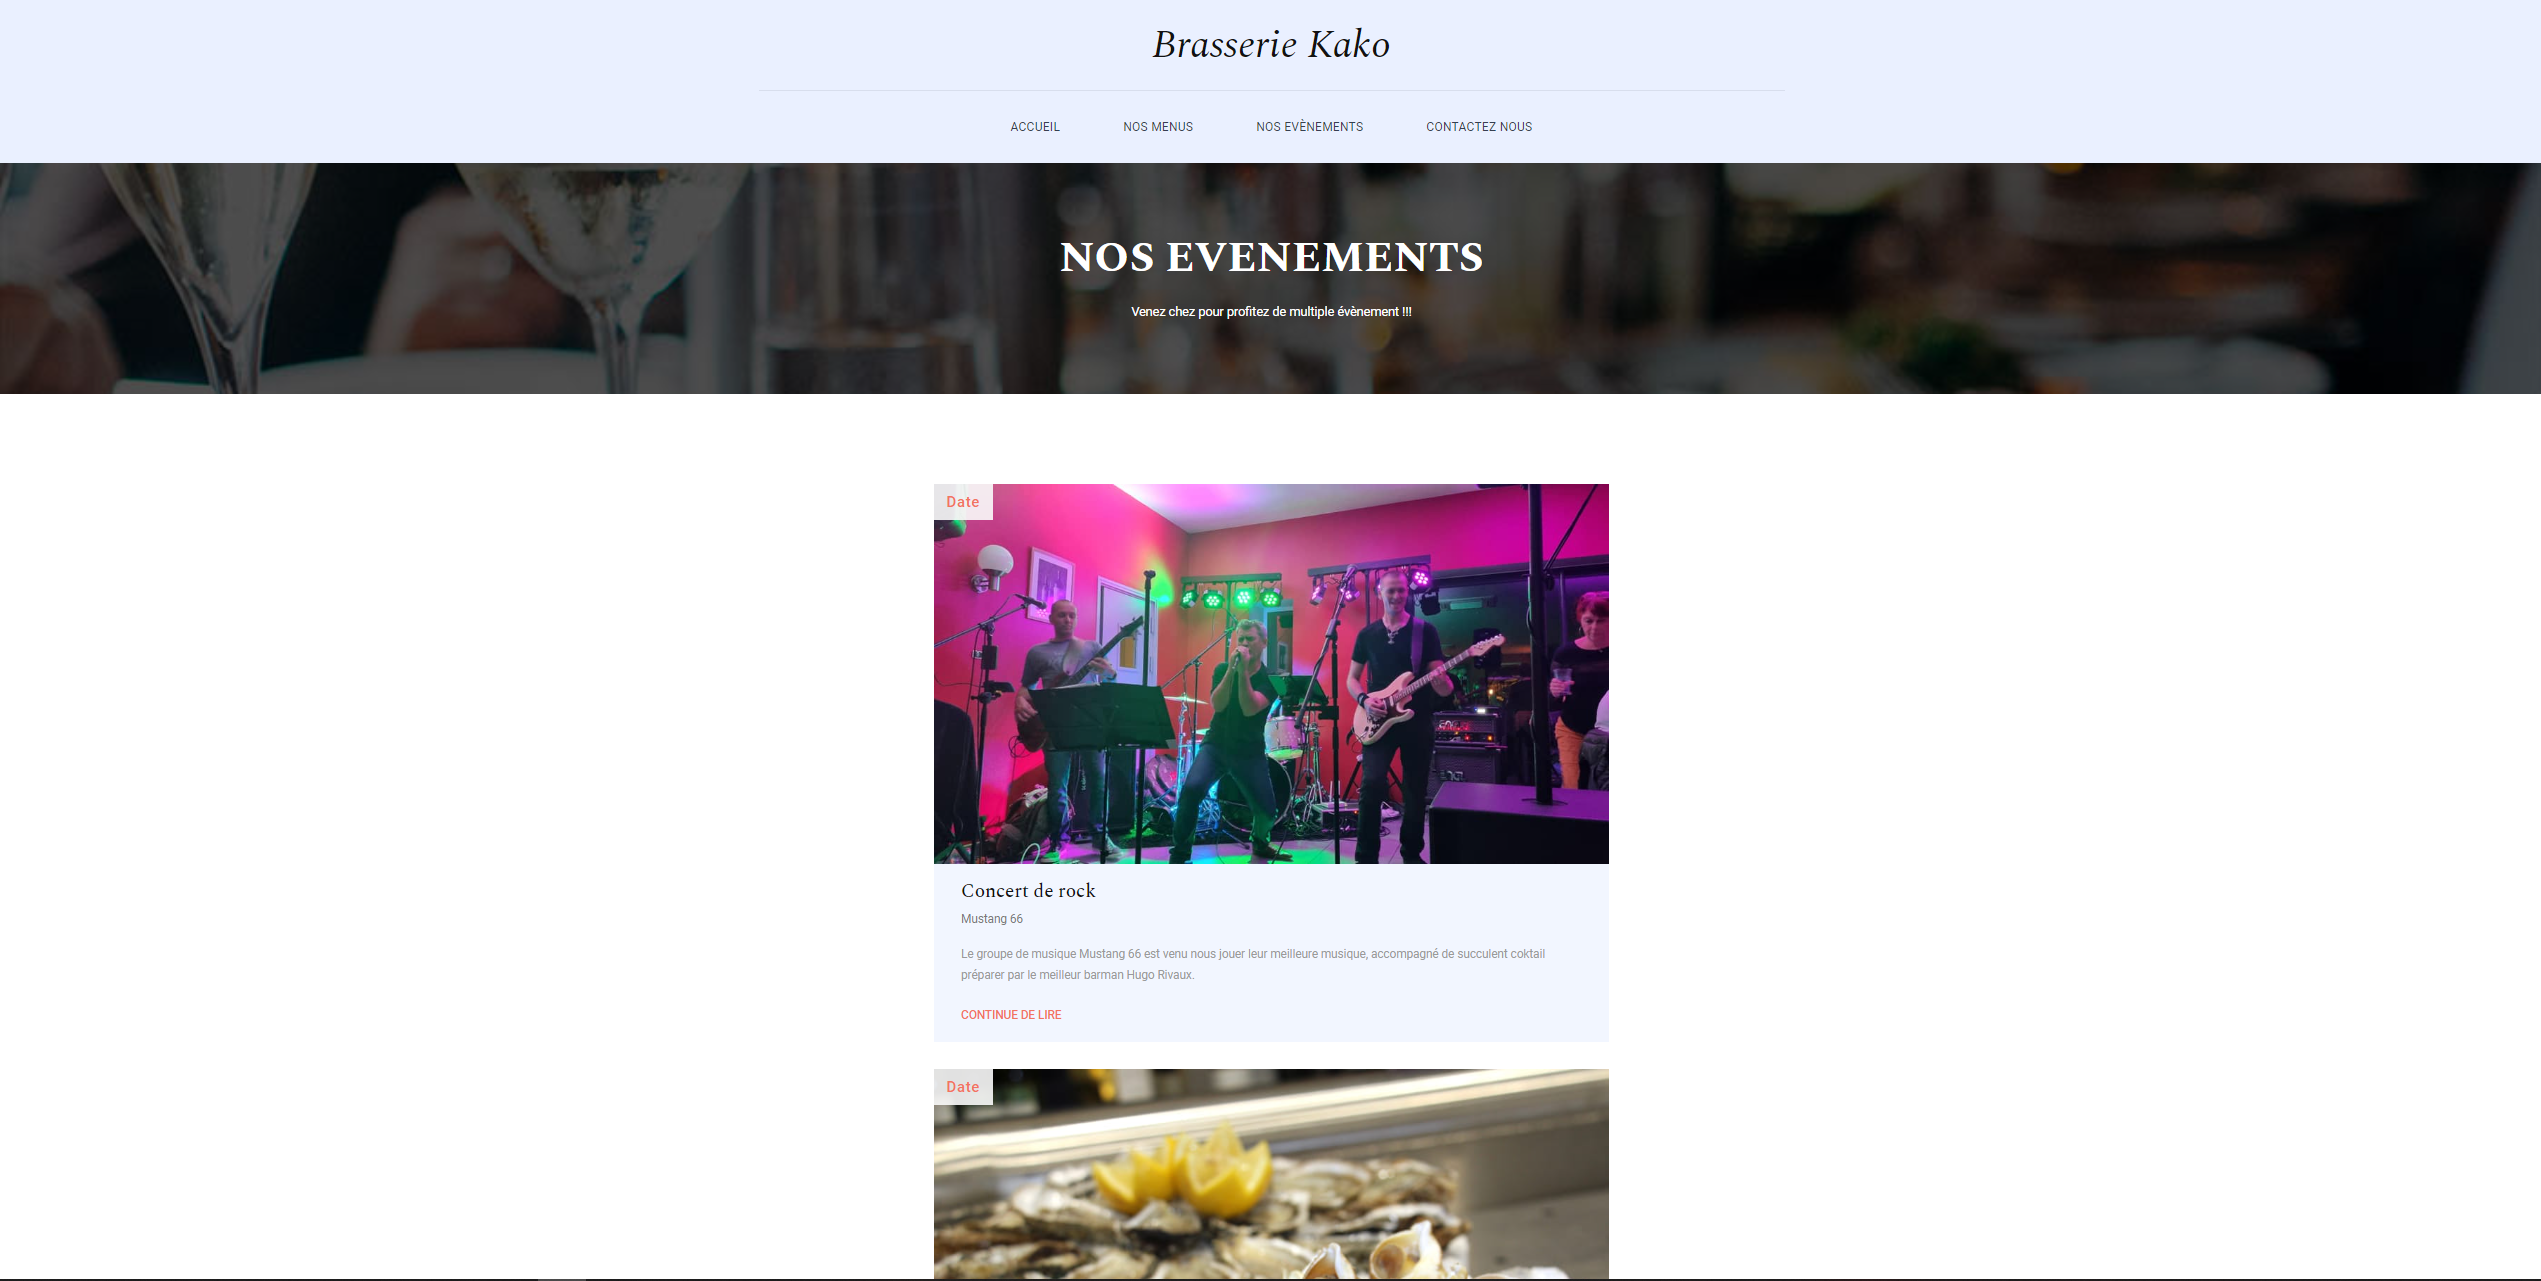 Brasserie Kako
ACCUEIL NOS MENUS NOS EVÈNEMENTS CONTACTEZ NOUS
NOS EVENEMENTS
Venez chez pour profitez de multiple évènement !!!
Date
Concert de rock
Mustang 66
Le groupe de musique Mustang 66 est venu nous jouer leur meilleure musique, accompagné de succulent coktail
préparer par le meilleur barman Hugo Rivaux.
CONTINUE DE LIRE
Date